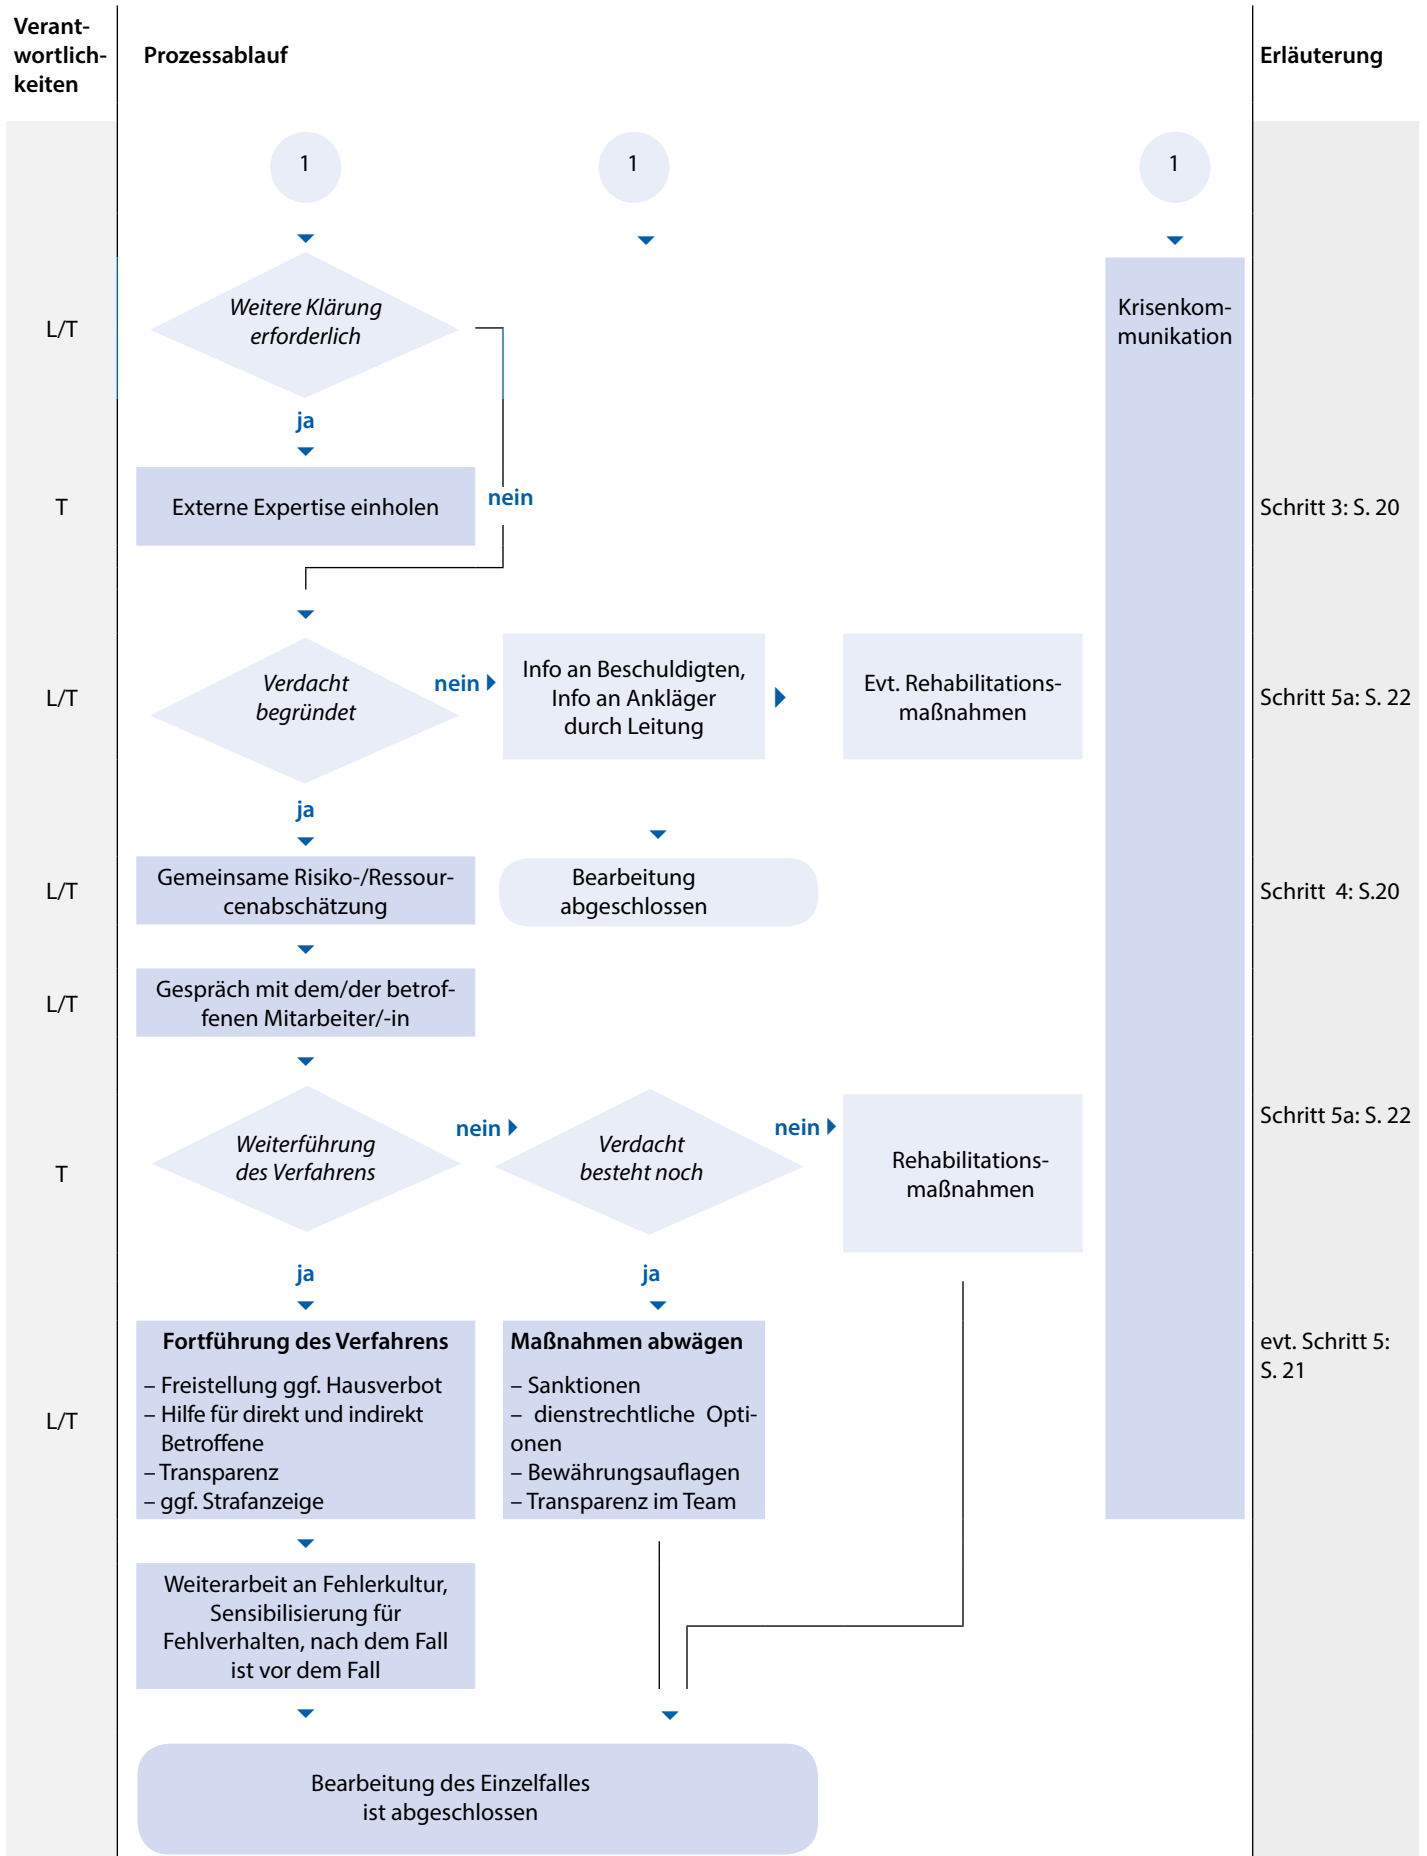 Verant-
wortlich-
keiten
Prozessablauf
Erläuterung
1
1
1
L/T
Weitere Klärung
erforderlich
Krisenkom-
munikation
ja
T
Externe Expertise einholen
nein
Schritt 3: S. 20
L/T
Verdacht
begründet
nein
Info an Beschuldigten,
Info an Ankläger
durch Leitung
Evt. Rehabilitations-
maßnahmen
Schritt 5a: S. 22
ja
L/T
Gemeinsame Risiko-/Ressour-
cenabschätzung
Bearbeitung
abgeschlossen
Schritt 4: S.20
L/T
Gespräch mit dem/der betrof-
fenen Mitarbeiter/-in
T
Weiterführung
des Verfahrens
nein
Verdacht
besteht noch
nein
Rehabilitations-
maßnahmen
Schritt 5a: S. 22
ja
ja
L/T
Fortführung des Verfahrens
– Freistellung ggf. Hausverbot
– Hilfe für direkt und indirekt
Betroffene
– Transparenz
– ggf. Strafanzeige
Maßnahmen abwägen
– Sanktionen
– dienstrechtliche Opti-
onen
– Bewährungsauflagen
– Transparenz im Team
evt. Schritt 5:
S. 21
Weiterarbeit an Fehlerkultur,
Sensibilisierung für
Fehlverhalten, nach dem Fall
ist vor dem Fall
Bearbeitung des Einzelfalles
ist abgeschlossen